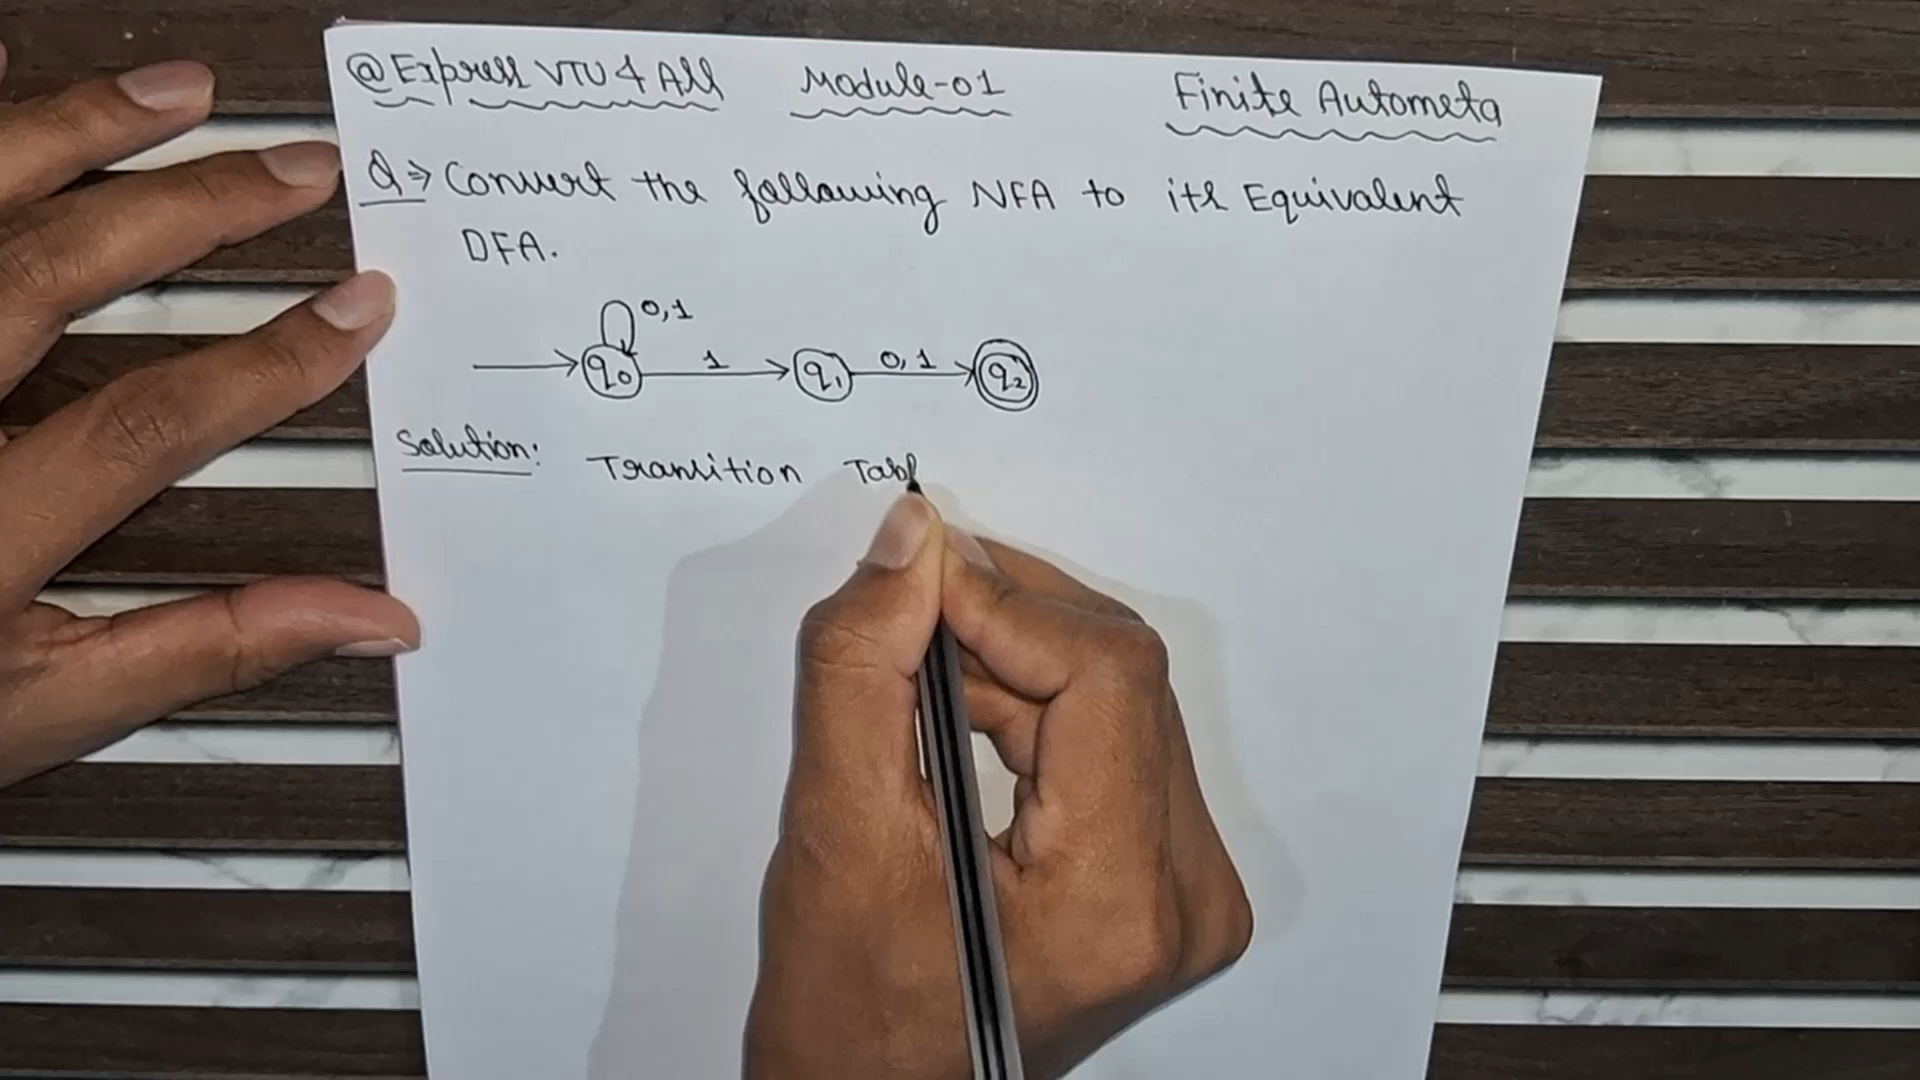 @Express VTU 4 All Module-01 Finite Autometa
Q⇒ Convert the following NFA to its Equivalent
DFA.
0,1
q0 1 q1 0,1 q2
Solution: Transition Tabl